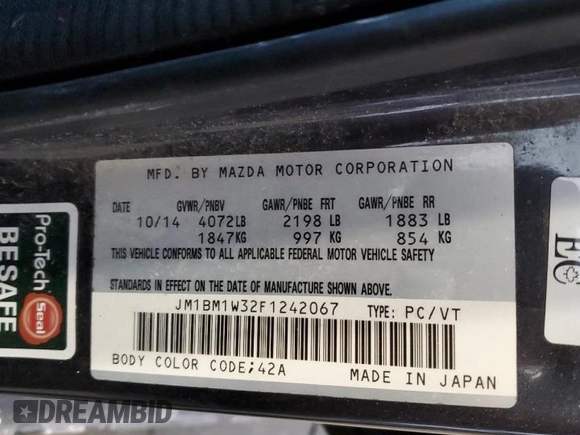 MFD. BY MAZDA MOTOR CORPORATION
DATE GVWR/PNBV GAWR/PNBE FRT GAWR/PNBE RR
10/14 4072LB 2198 LB 1883 LB
1847KG 997 KG 854 KG
THIS VEHICLE CONFORMS TO ALL APPLICABLE FEDERAL MOTOR VEHICLE SAFETY
STANDARDS IN EFFECT ON THE DATE OF MANUFACTURE SHOWN ABOVE.
JM1BM1W32F1242067 TYPE: PC/VT
BODY COLOR CODE;42A
MADE IN JAPAN
Pro-Tech
Seal
BE SAFE
EC
DREAMBID